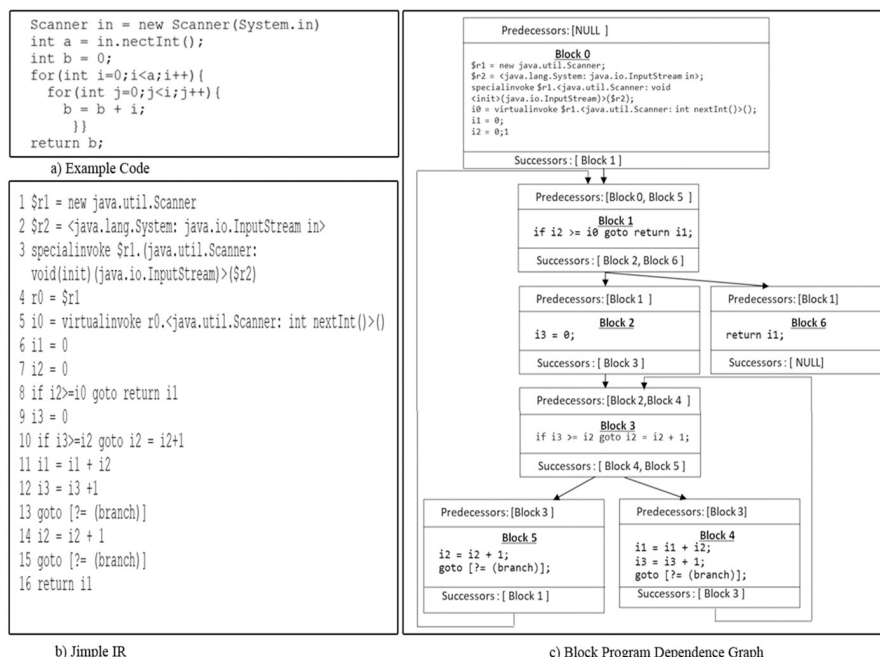 Scanner in = new Scanner(System.in)
int a = in.nectInt();
int b = 0;
for(int i=0;i<a;i++){
for(int j=0;j<i;j++){
b = b + i;
}}
return b;
a) Example Code
1 $r1 = new java.util.Scanner
2 $r2 = <java.lang.System: java.io.InputStream in>
3 specialinvoke $r1.(java.util.Scanner:
void(init)(java.io.InputStream)>($r2)
4 r0 = $r1
5 i0 = virtualinvoke r0.<java.util.Scanner: int nextInt()>()
6 i1 = 0
7 i2 = 0
8 if i2>=i0 goto return i1
9 i3 = 0
10 if i3>=i2 goto i2 = i2+1
11 i1 = i1 + i2
12 i3 = i3 +1
13 goto [?= (branch)]
14 i2 = i2 + 1
15 goto [?= (branch)]
16 return i1
b) Jimple IR
Predecessors: [NULL ]
Block 0
$r1 = new java.util.Scanner;
$r2 = <java.lang.System: java.io.InputStream in>;
specialinvoke $r1.<java.util.Scanner: void
<init>(java.io.InputStream)>($r2);
i0 = virtualinvoke $r1.<java.util.Scanner: int nextInt()>();
i1 = 0;
i2 = 0;1
Successors : [ Block 1 ]
Predecessors: [Block 0, Block 5 ]
Block 1
if i2 >= i0 goto return i1;
Successors : [ Block 2, Block 6 ]
Predecessors: [Block 1 ]
Block 2
i3 = 0;
Successors : [ Block 3 ]
Predecessors: [Block 1]
Block 6
return i1;
Successors : [ NULL]
Predecessors: [Block 2,Block 4 ]
Block 3
if i3 >= i2 goto i2 = i2 + 1;
Successors : [ Block 4, Block 5 ]
Predecessors: [Block 3 ]
Block 5
i2 = i2 + 1;
goto [?= (branch)];
Successors : [ Block 1 ]
Predecessors: [Block 3]
Block 4
i1 = i1 + i2;
i3 = i3 + 1;
goto [?= (branch)];
Successors : [ Block 3 ]
c) Block Program Dependence Graph